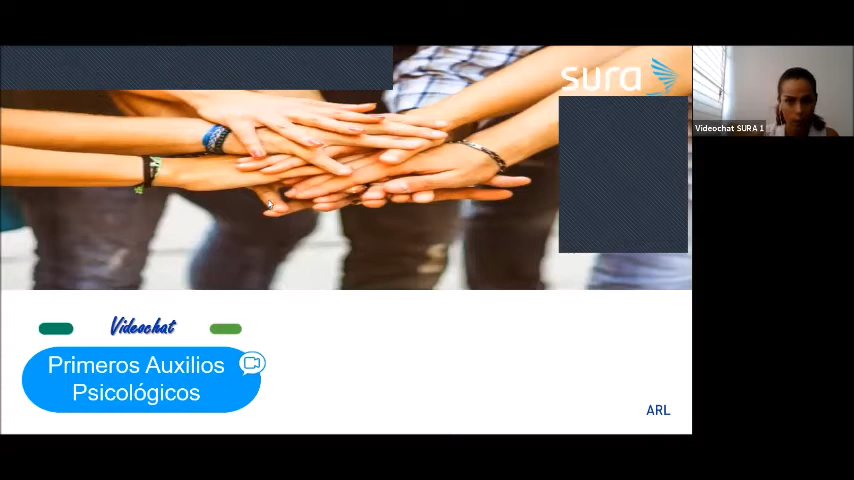 sura
Videochat SURA 1
Videochat
Primeros Auxilios
Psicológicos
ARL